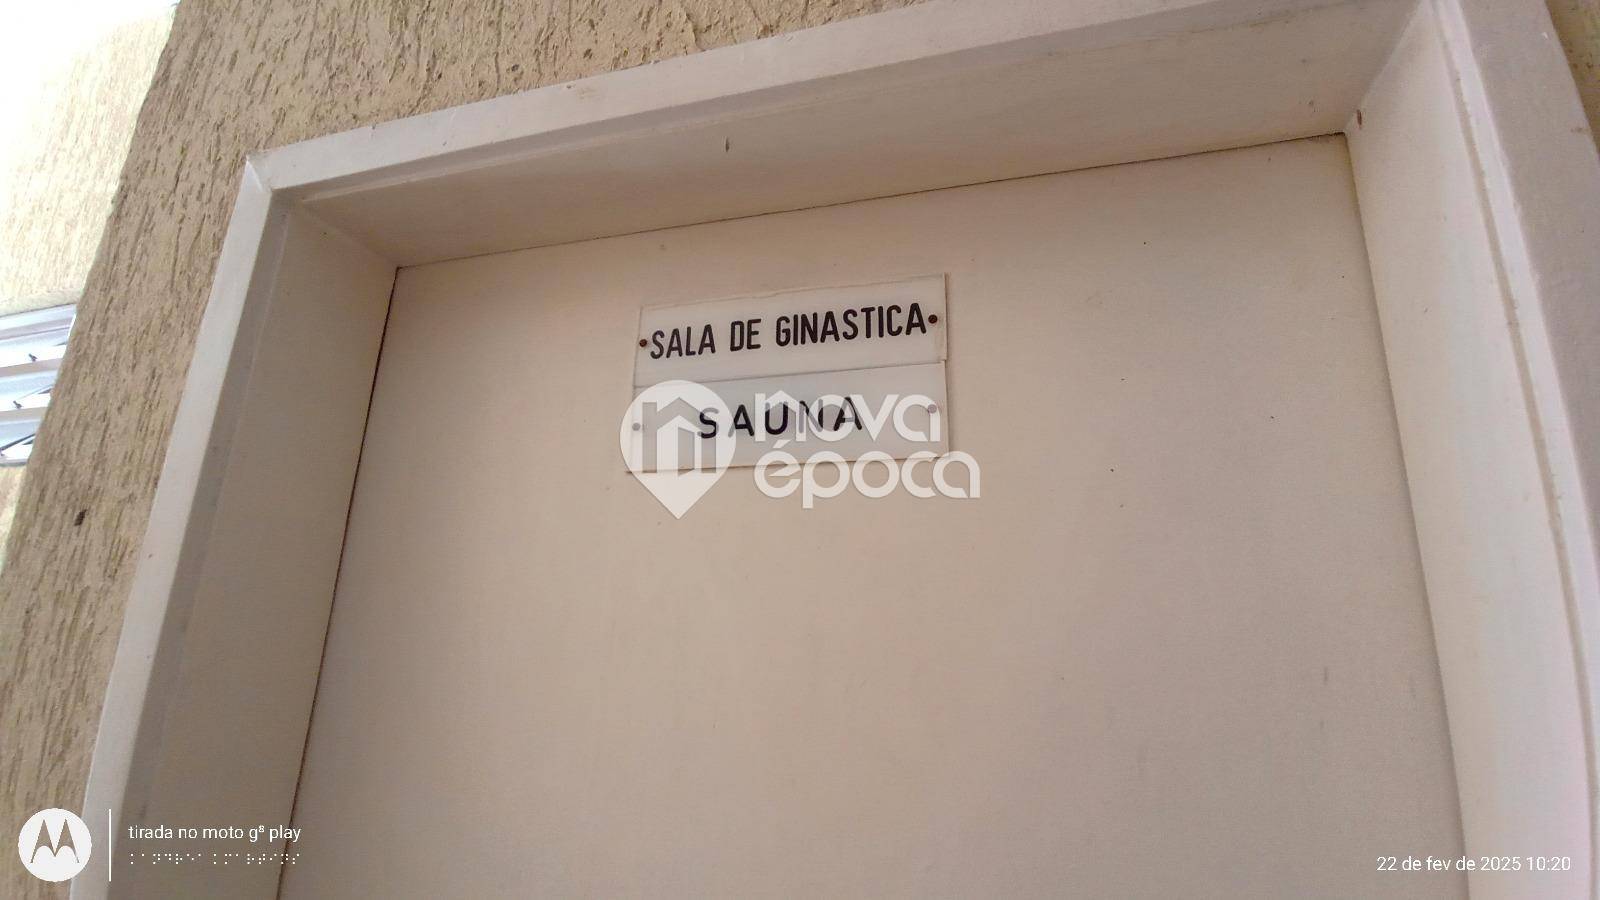 SALA DE GINASTICA
SAUNA
nova
época
tirada no moto g⁸ play
22 de fev de 2025 10:20